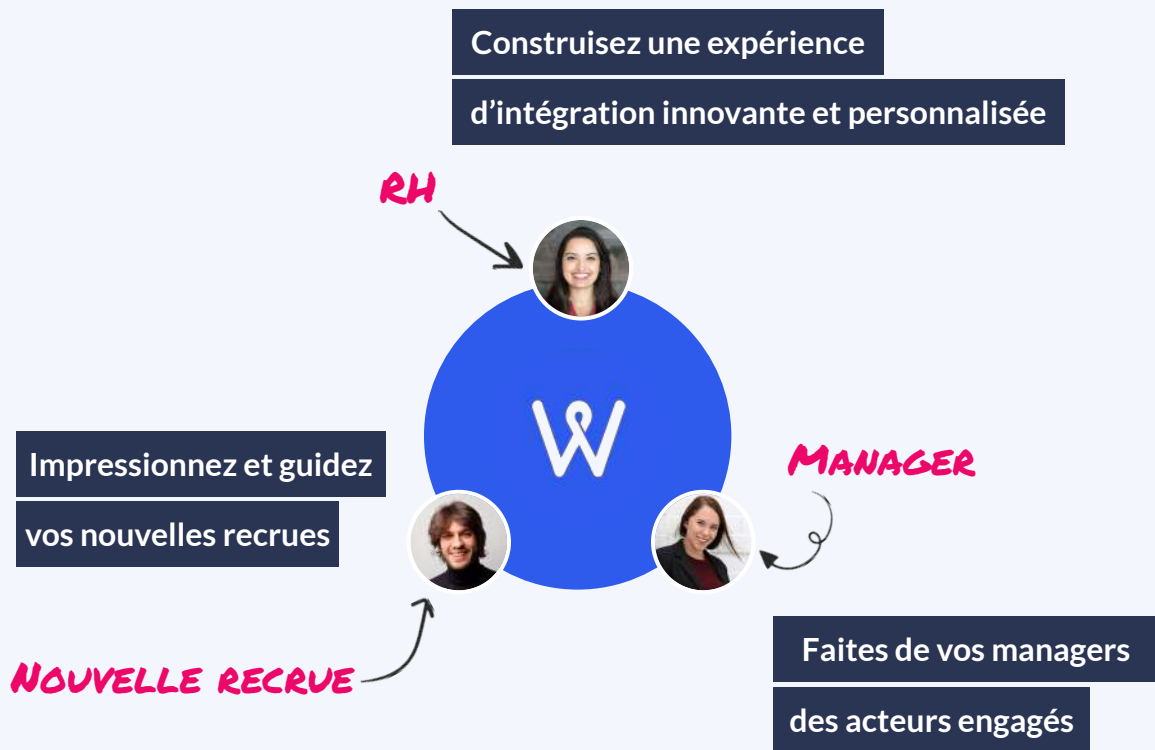 Construisez une expérience
d’intégration innovante et personnalisée
RH
W
Impressionnez et guidez
vos nouvelles recrues
MANAGER
NOUVELLE RECRUE
Faites de vos managers
des acteurs engagés